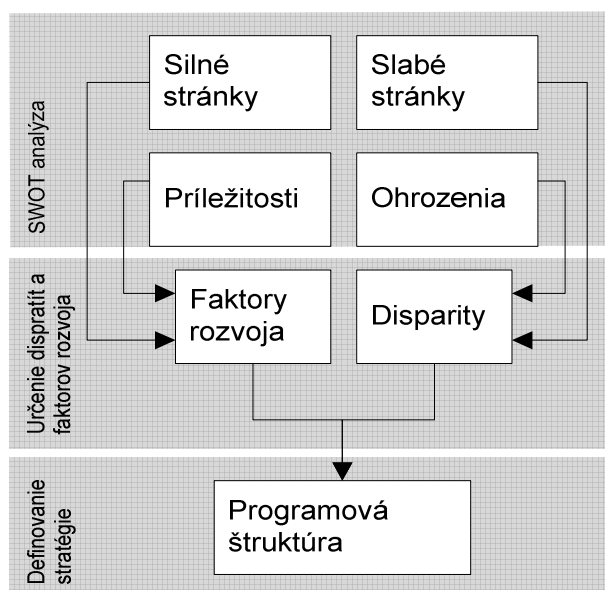 SWOT analýza
Silné
stránky
Slabé
stránky
Príležitosti
Ohrozenia
Určenie dispratít a
faktorov rozvoja
Faktory
rozvoja
Disparity
Definovanie
stratégie
Programová
štruktúra